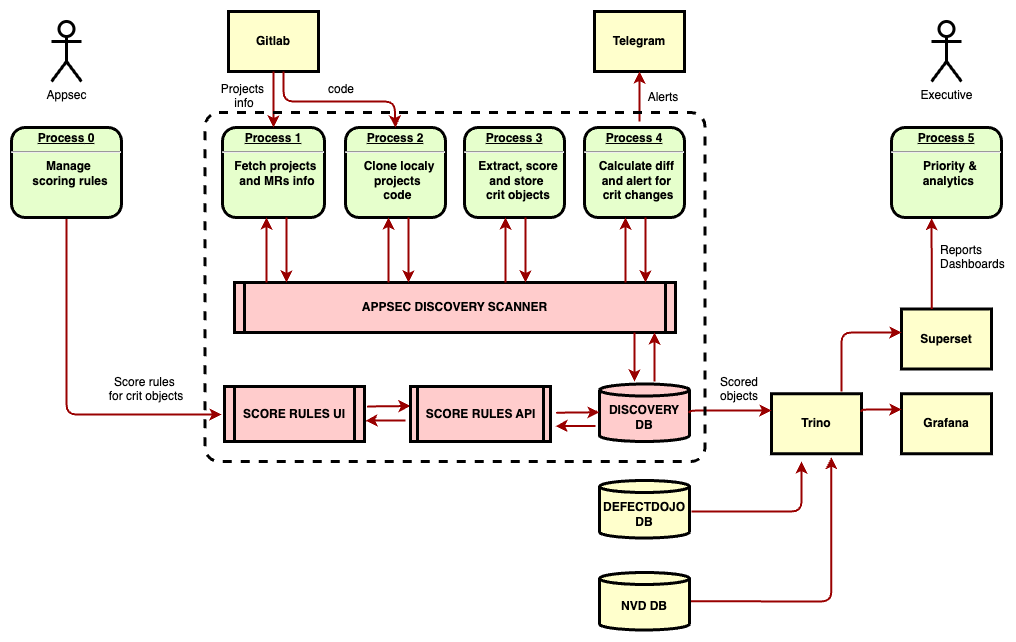 Appsec
Gitlab
Telegram
Executive
Projects
info
code
Alerts
Process 0
Manage
scoring rules
Process 1
Fetch projects
and MRs info
Process 2
Clone localy
projects
code
Process 3
Extract, score
and store
crit objects
Process 4
Calculate diff
and alert for
crit changes
Process 5
Priority &
analytics
Reports
Dashboards
APPSEC DISCOVERY SCANNER
Superset
Score rules
for crit objects
SCORE RULES UI
SCORE RULES API
DISCOVERY
DB
Scored
objects
Trino
Grafana
DEFECTDOJO
DB
NVD DB